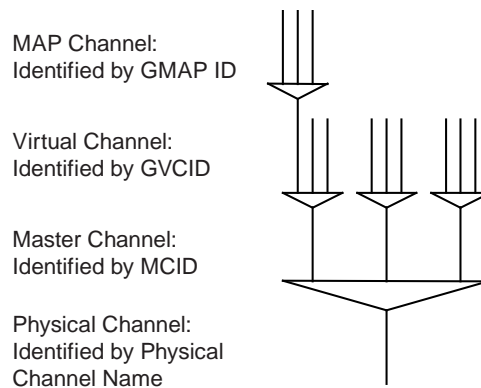 MAP Channel:
Identified by GMAP ID
Virtual Channel:
Identified by GVCID
Master Channel:
Identified by MCID
Physical Channel:
Identified by Physical
Channel Name